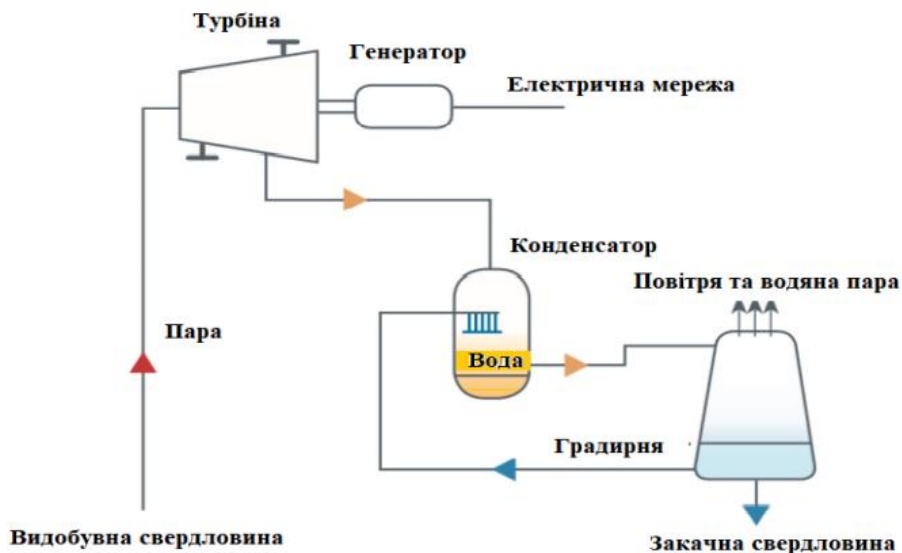 Турбіна
Генератор
Електрична мережа
Конденсатор
Повітря та водяна пара
Пара
Вода
Градирня
Видобувна свердловина
Закачна свердловина